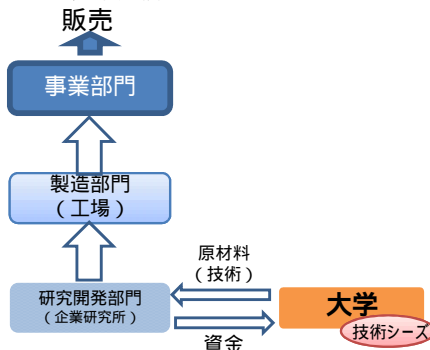 販売
事業部門
製造部門
(工場)
原材料
(技術)
研究開発部門
(企業研究所)
大学
技術シーズ
資金